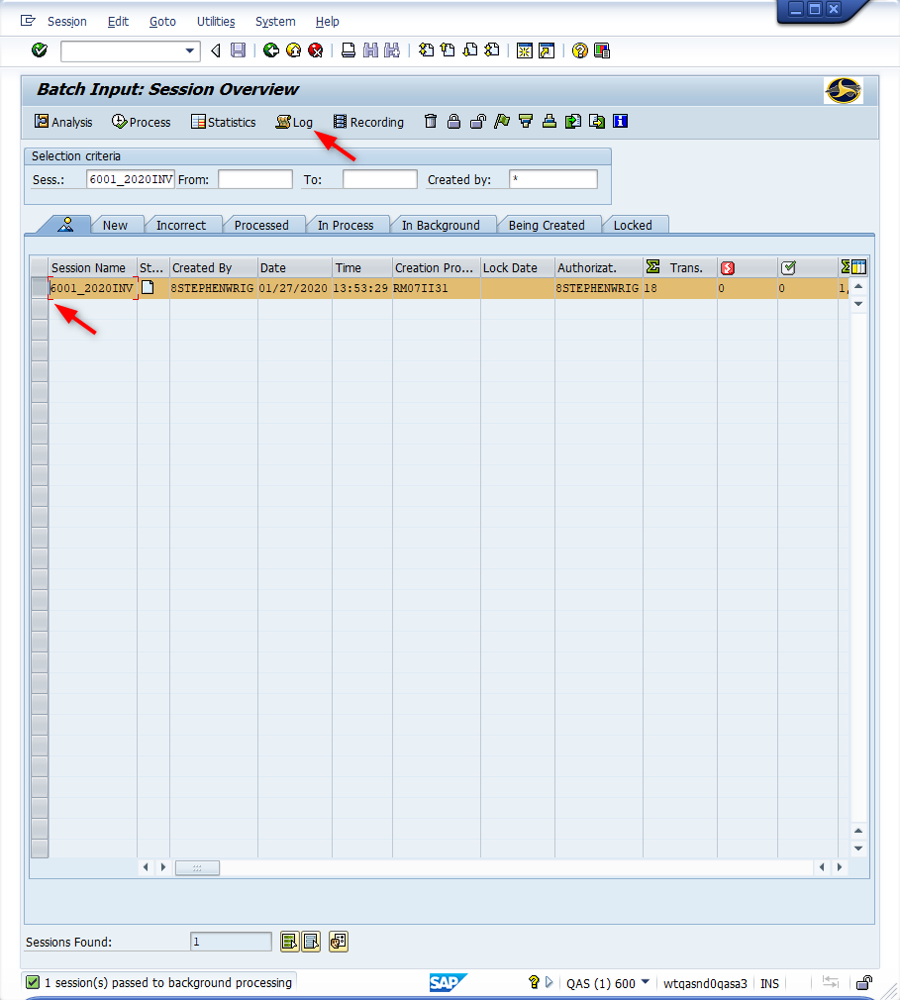 Session Edit Goto Utilities System Help
Batch Input: Session Overview
Analysis Process Statistics Log Recording
Selection criteria
Sess.: 6001_2020INV From: To: Created by: *
New Incorrect Processed In Process In Background Being Created Locked
Session Name St... Created By Date Time Creation Pro... Lock Date Authorizat. Σ Trans. Σ
6001_2020INV 8STEPHENWRIG 01/27/2020 13:53:29 RM07II31 8STEPHENWRIG 18 0 0 1,
Sessions Found: 1
1 session(s) passed to background processing SAP QAS (1) 600 wtqasnd0qasa3 INS